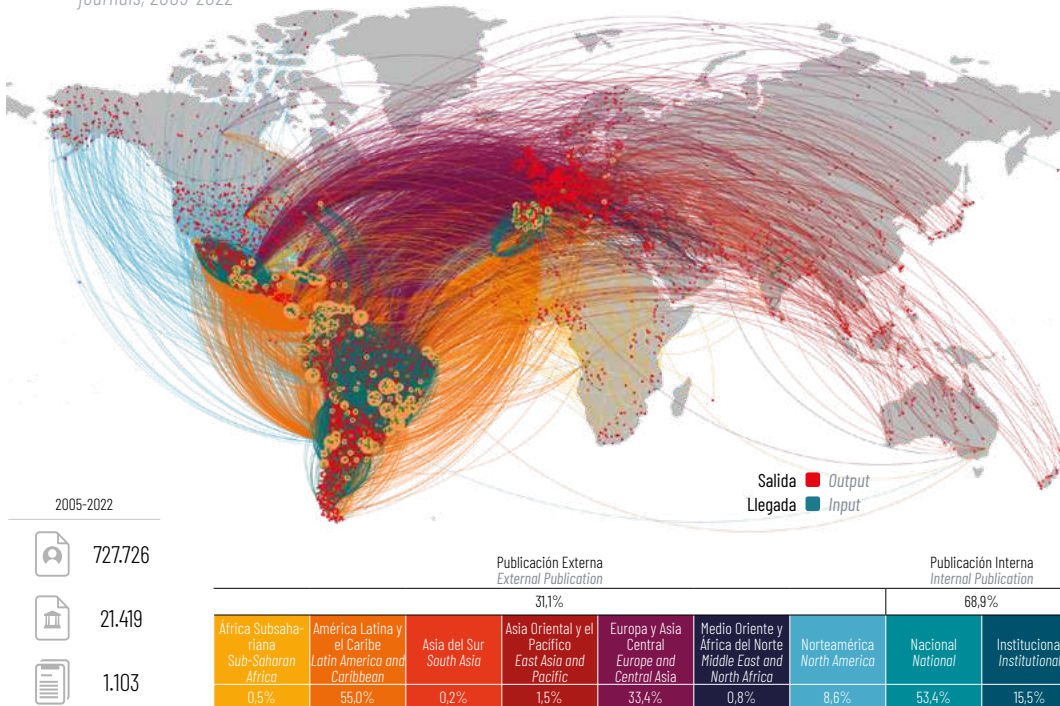 journals, 2005-2022
Salida Output
Llegada Input
2005-2022
727.726
21.419
1.103
Publicación Externa
External Publication
Publicación Interna
Internal Publication
31,1%
68,9%
África Subsaha-
riana
Sub-Saharan
Africa
América Latina y
el Caribe
Latin America and
Caribbean
Asia del Sur
South Asia
Asia Oriental y el
Pacífico
East Asia and
Pacific
Europa y Asia
Central
Europe and
Central Asia
Medio Oriente y
África del Norte
Middle East and
North Africa
Norteamérica
North America
Nacional
National
Instituciona
Institutional
0,5%
55,0%
0,2%
1,5%
33,4%
0,8%
8,6%
53,4%
15,5%